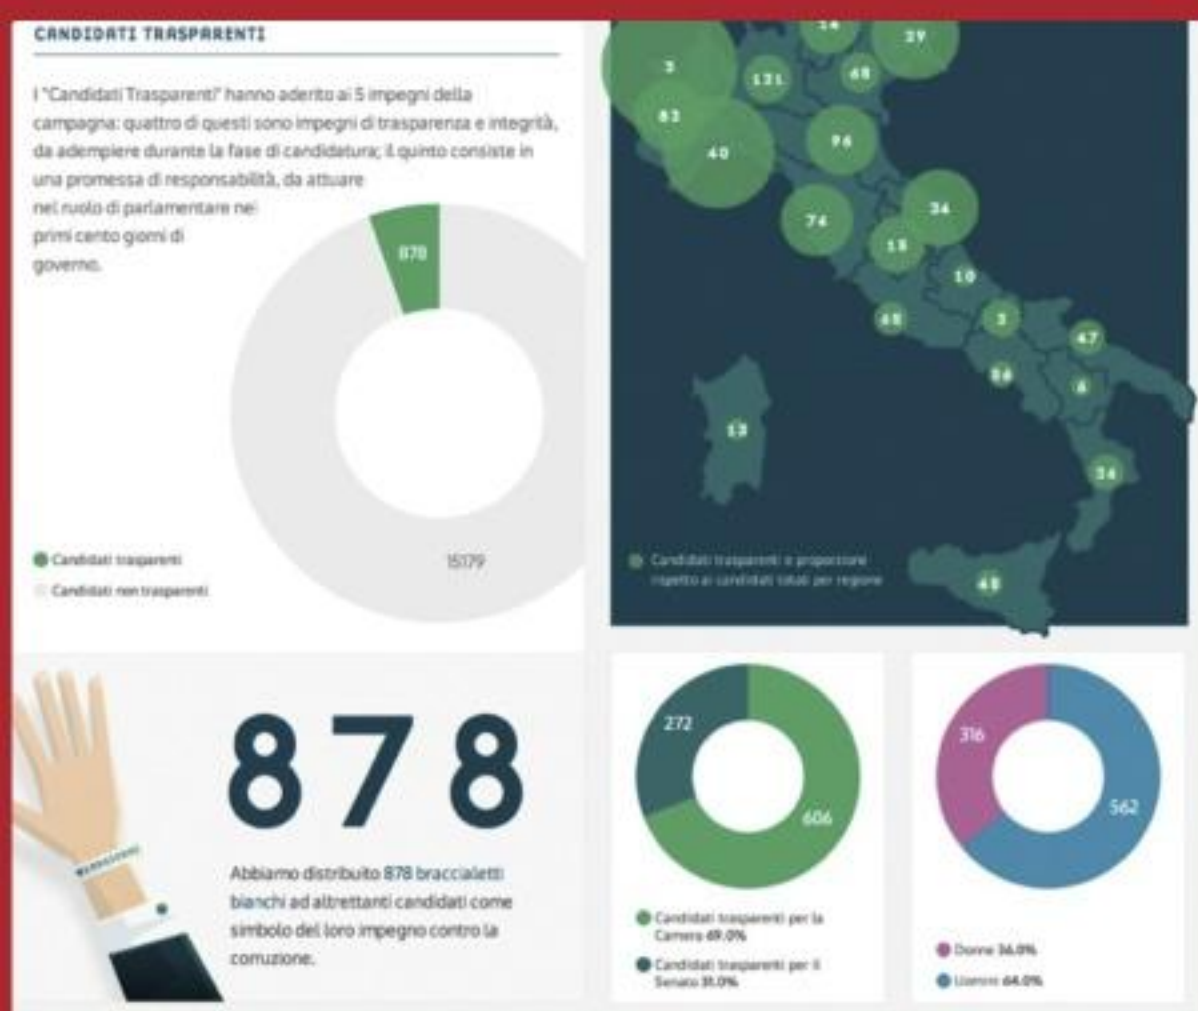 CANDIDATI TRASPARENTI
I "Candidati Trasparenti" hanno aderito ai 5 impegni della
campagna: quattro di questi sono impegni di trasparenza e integrità,
da adempiere durante la fase di candidatura; il quinto consiste in
una promessa di responsabilità, da attuare
nel ruolo di parlamentare nei
primi cento giorni di
governo.
878
15179
Candidati trasparenti
Candidati non trasparenti
14
39
3
131
68
83
40
96
74
34
18
10
68
3
47
56
6
13
34
48
Candidati trasparenti e proporzione
rispetto ai candidati totali per regione
878
Abbiamo distribuito 878 braccialetti
bianchi ad altrettanti candidati come
simbolo del loro impegno contro la
corruzione.
272
606
Candidati trasparenti per la
Camera 69.0%
Candidati trasparenti per il
Senato 31.0%
316
562
Donne 36.0%
Uomini 64.0%